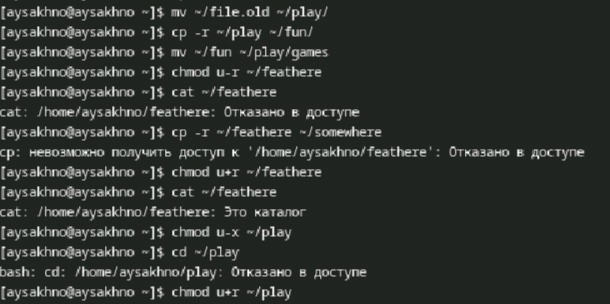 [aysakhno@aysakhno ~]$ mv ~/file.old ~/play/
[aysakhno@aysakhno ~]$ cp -r ~/play ~/fun/
[aysakhno@aysakhno ~]$ mv ~/fun ~/play/games
[aysakhno@aysakhno ~]$ chmod u-r ~/feathere
[aysakhno@aysakhno ~]$ cat ~/feathere
cat: /home/aysakhno/feathere: Отказано в доступе
[aysakhno@aysakhno ~]$ cp -r ~/feathere ~/somewhere
cp: невозможно получить доступ к '/home/aysakhno/feathere': Отказано в доступе
[aysakhno@aysakhno ~]$ chmod u+r ~/feathere
[aysakhno@aysakhno ~]$ cat ~/feathere
cat: /home/aysakhno/feathere: Это каталог
[aysakhno@aysakhno ~]$ chmod u-x ~/play
[aysakhno@aysakhno ~]$ cd ~/play
bash: cd: /home/aysakhno/play: Отказано в доступе
[aysakhno@aysakhno ~]$ chmod u+r ~/play